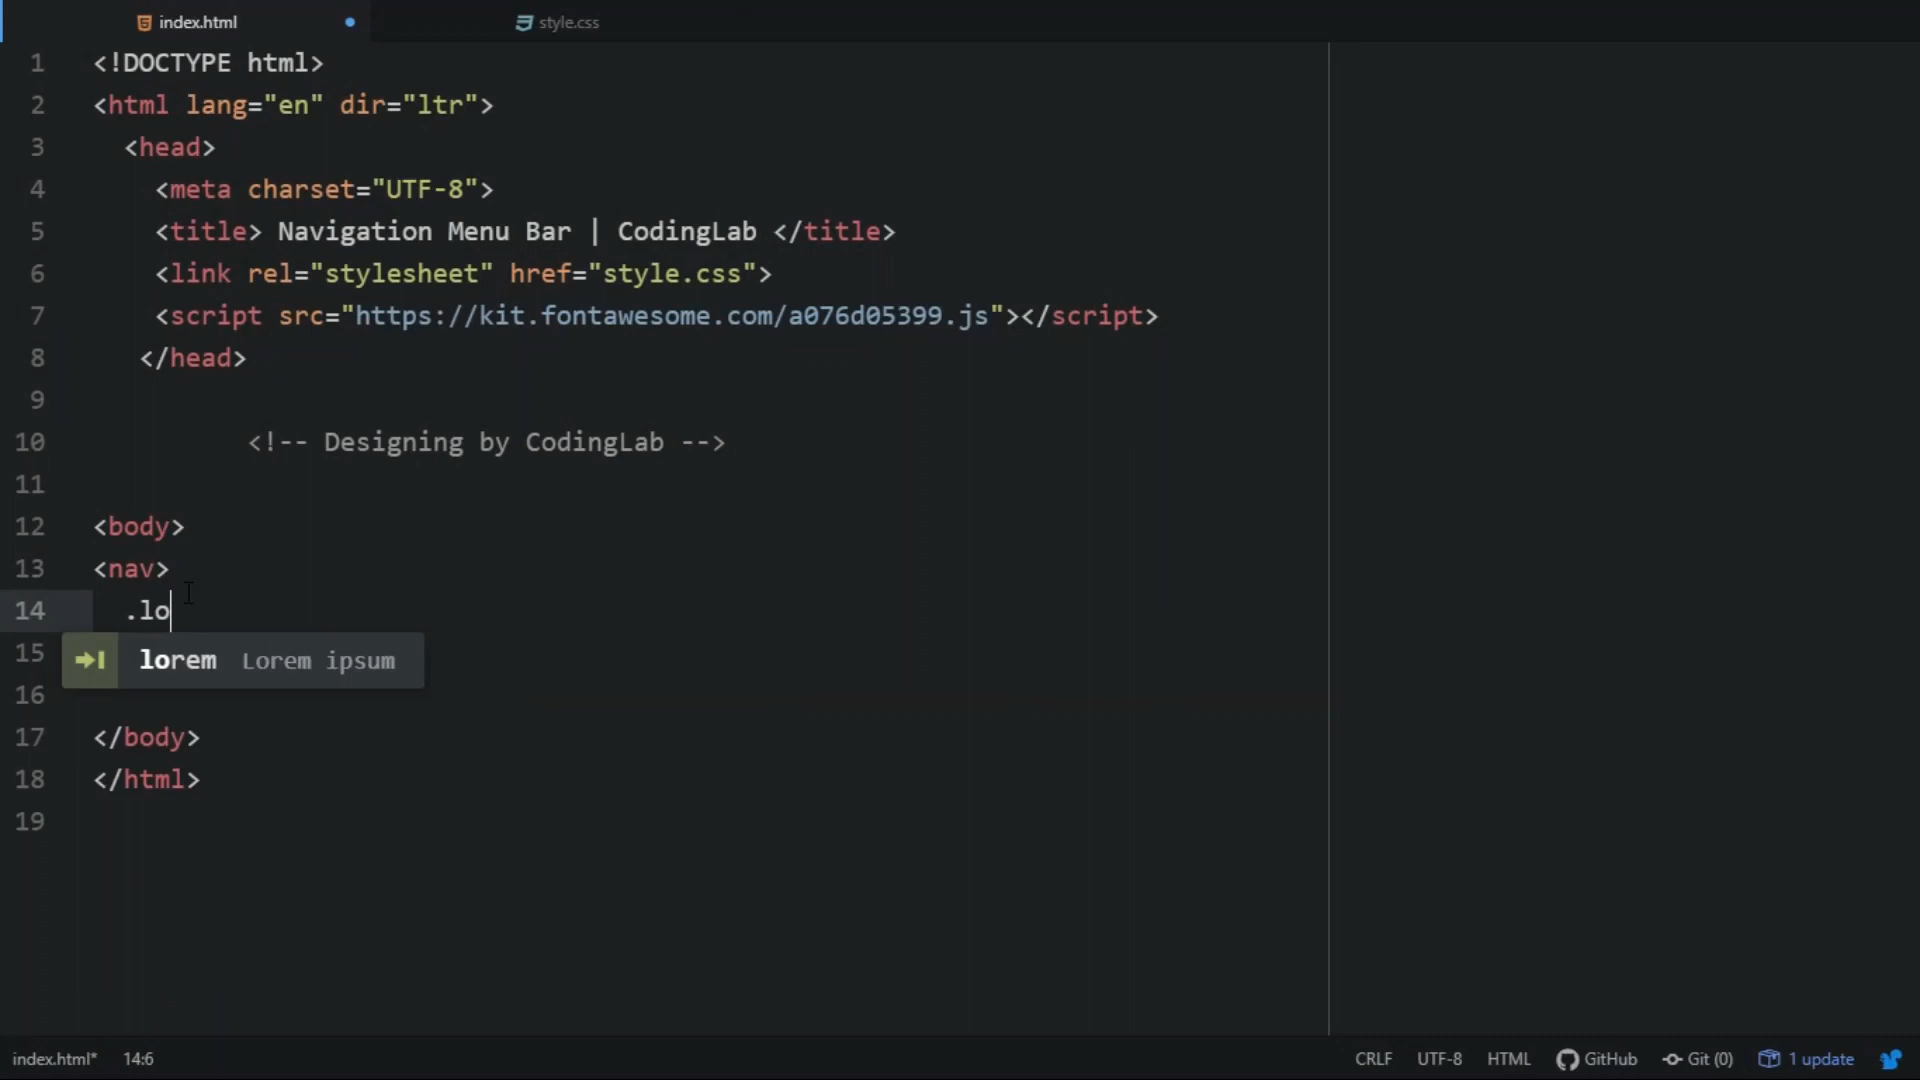 index.html
style.css
1 <!DOCTYPE html>
2 <html lang="en" dir="ltr">
3 <head>
4 <meta charset="UTF-8">
5 <title> Navigation Menu Bar | CodingLab </title>
6 <link rel="stylesheet" href="style.css">
7 <script src="https://kit.fontawesome.com/a076d05399.js"></script>
8 </head>
9
10 <!-- Designing by CodingLab -->
11
12 <body>
13 <nav>
14 .lo
15 lorem Lorem ipsum
16
17 </body>
18 </html>
19
index.html* 14:6 CRLF UTF-8 HTML GitHub Git (0) 1 update